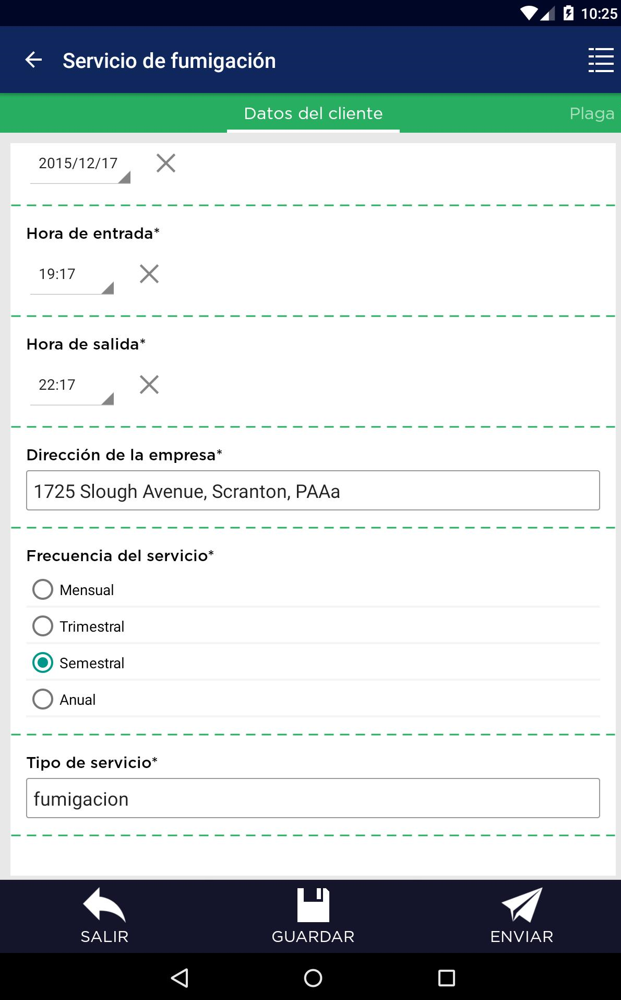 10:25
Servicio de fumigación
Datos del cliente
Plaga
2015/12/17
Hora de entrada*
19:17
Hora de salida*
22:17
Dirección de la empresa*
1725 Slough Avenue, Scranton, PAAa
Frecuencia del servicio*
Mensual
Trimestral
Semestral
Anual
Tipo de servicio*
fumigacion
SALIR
GUARDAR
ENVIAR